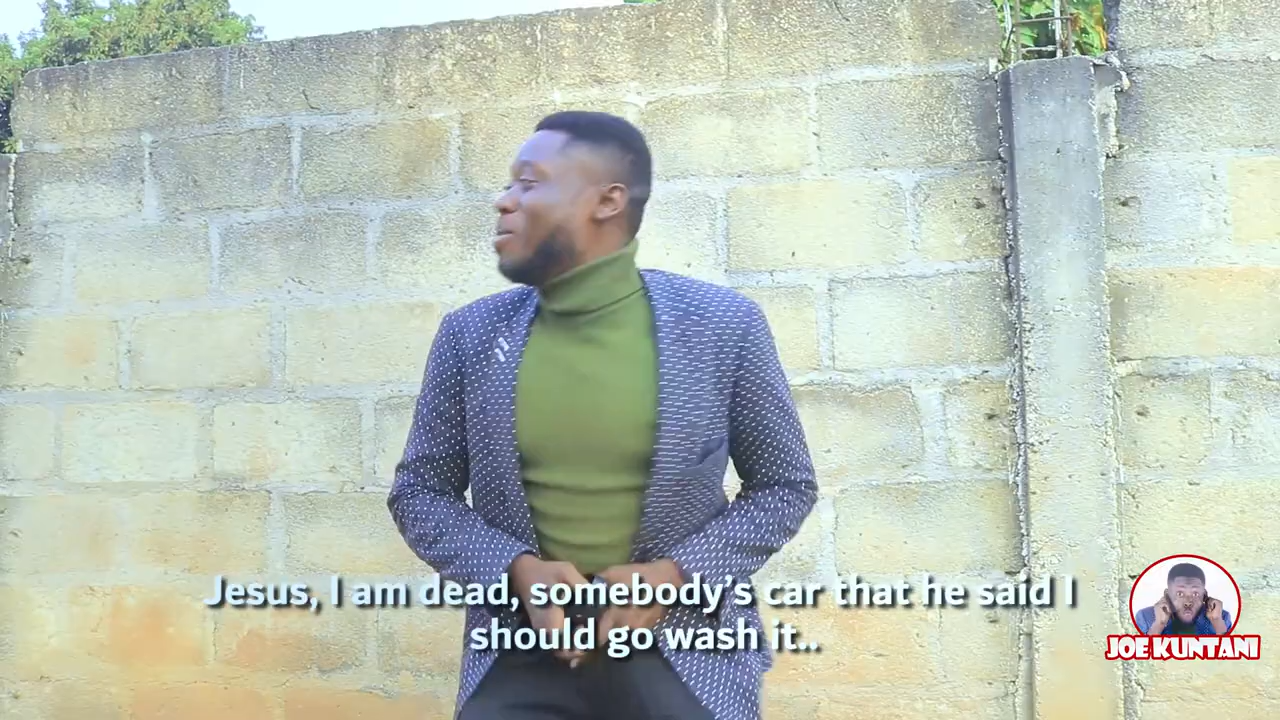 Jesus, I am dead, somebody's car that he said I
should go wash it..
JOE KUNTANI